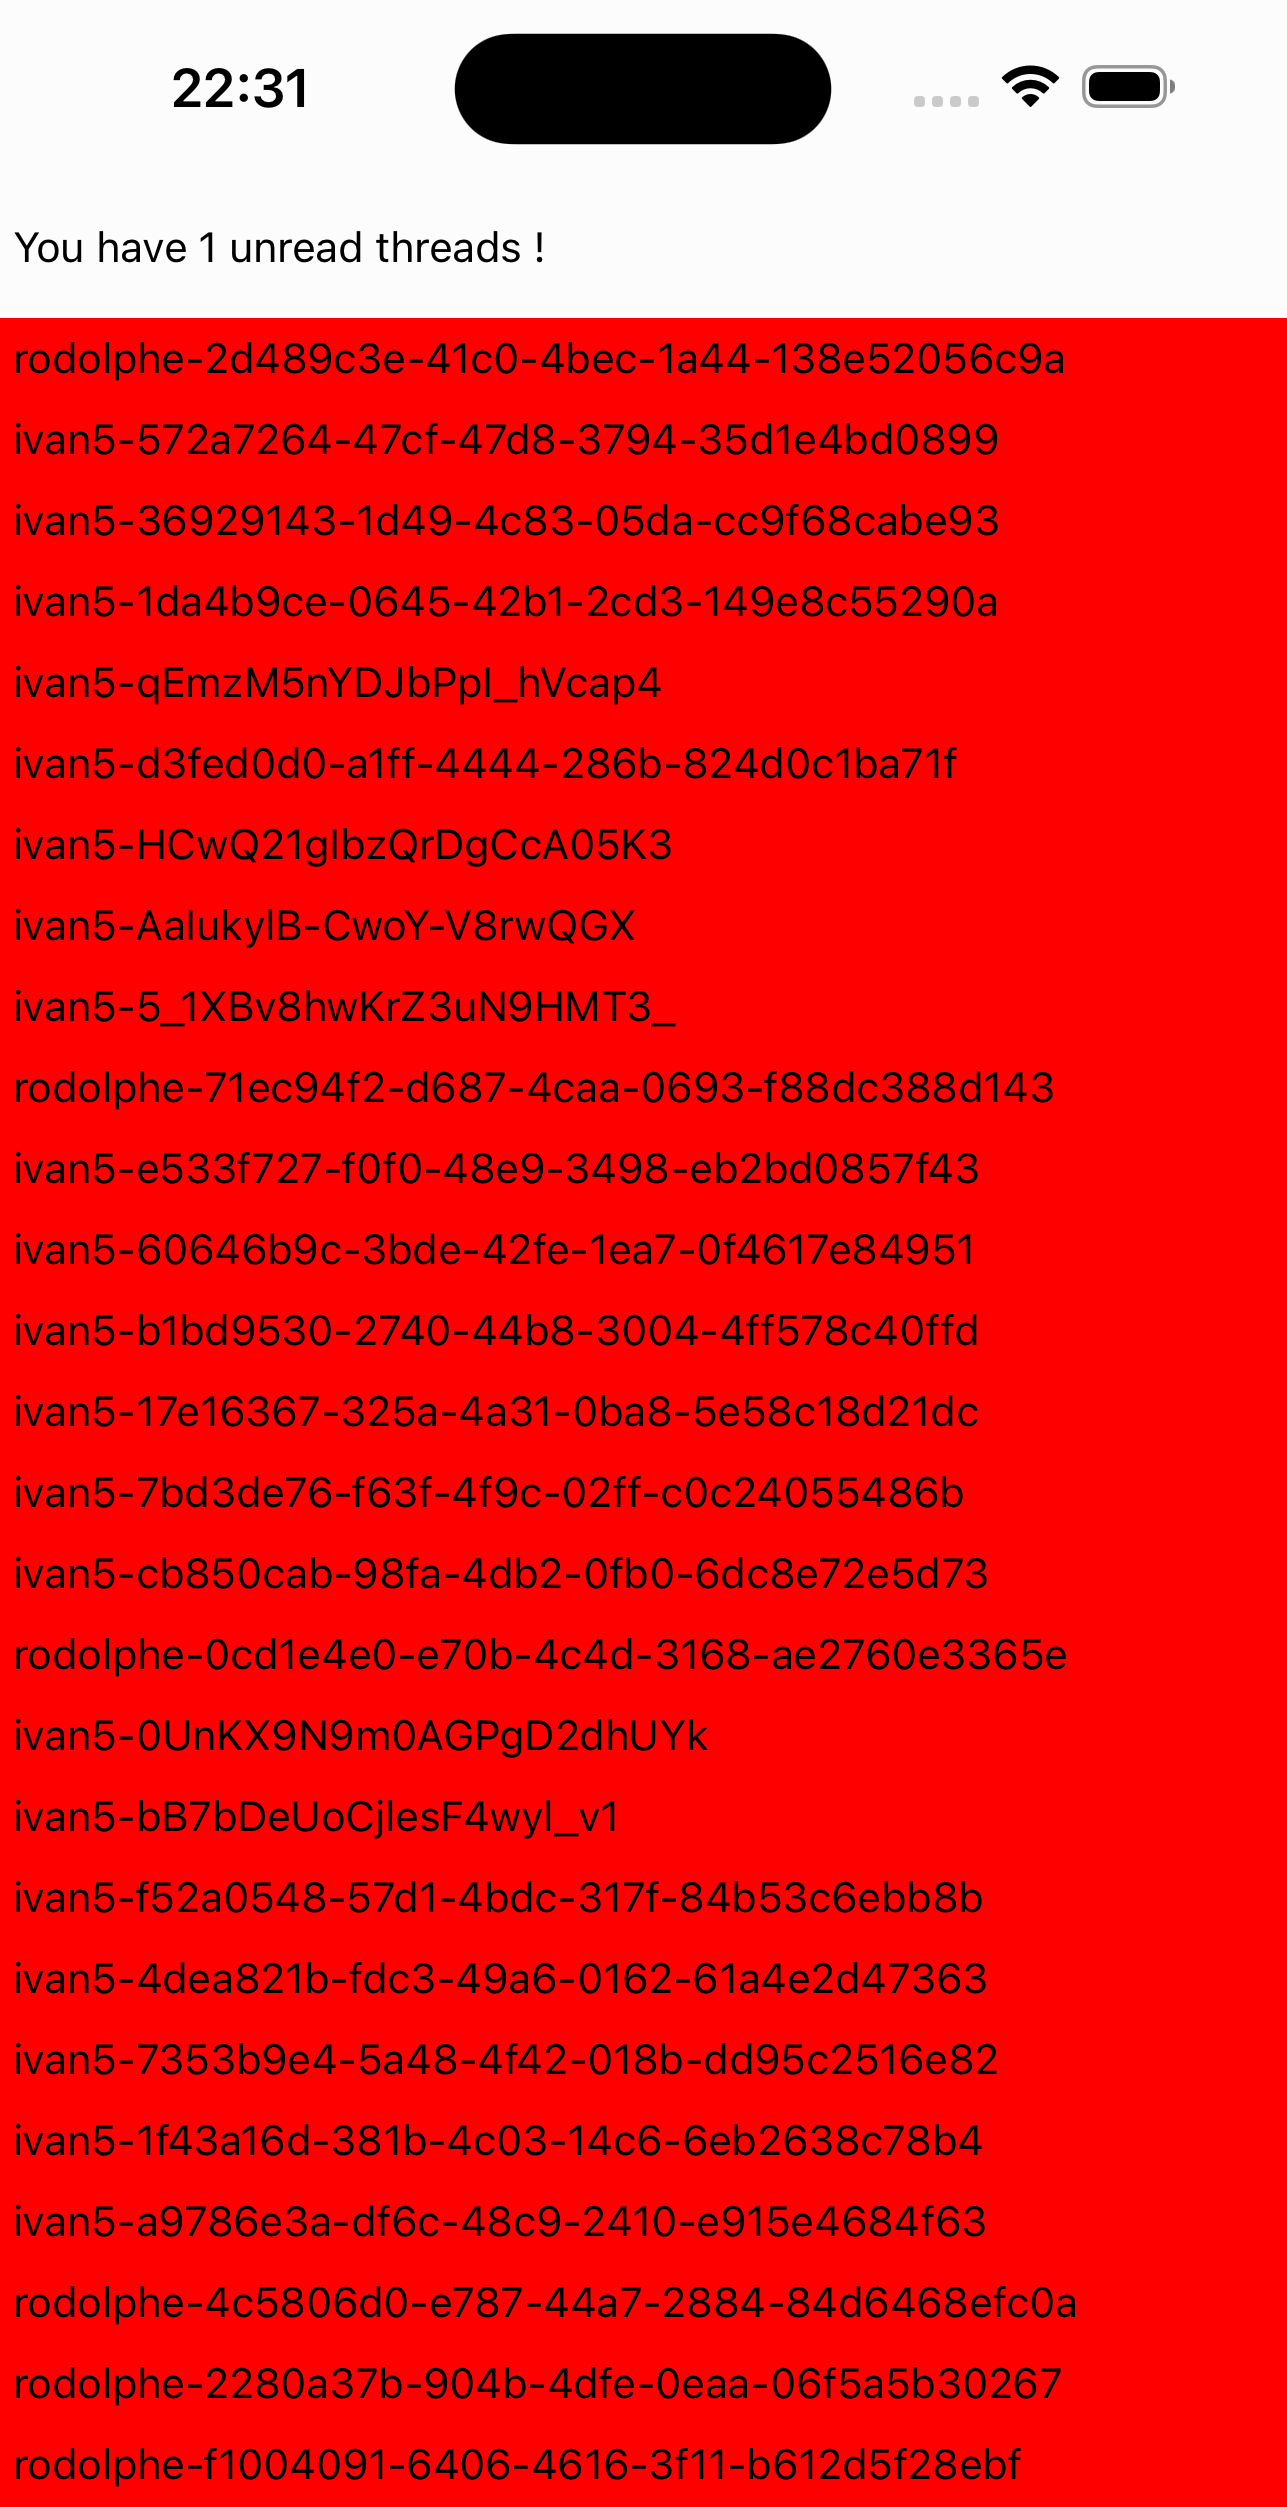 22:31
You have 1 unread threads !
rodolphe-2d489c3e-41c0-4bec-1a44-138e52056c9a
ivan5-572a7264-47cf-47d8-3794-35d1e4bd0899
ivan5-36929143-1d49-4c83-05da-cc9f68cabe93
ivan5-1da4b9ce-0645-42b1-2cd3-149e8c55290a
ivan5-qEmzM5nYDJbPpI_hVcap4
ivan5-d3fed0d0-a1ff-4444-286b-824d0c1ba71f
ivan5-HCwQ21gIbzQrDgCcA05K3
ivan5-AaIukylB-CwoY-V8rwQGX
ivan5-5_1XBv8hwKrZ3uN9HMT3_
rodolphe-71ec94f2-d687-4caa-0693-f88dc388d143
ivan5-e533f727-f0f0-48e9-3498-eb2bd0857f43
ivan5-60646b9c-3bde-42fe-1ea7-0f4617e84951
ivan5-b1bd9530-2740-44b8-3004-4ff578c40ffd
ivan5-17e16367-325a-4a31-0ba8-5e58c18d21dc
ivan5-7bd3de76-f63f-4f9c-02ff-c0c24055486b
ivan5-cb850cab-98fa-4db2-0fb0-6dc8e72e5d73
rodolphe-0cd1e4e0-e70b-4c4d-3168-ae2760e3365e
ivan5-0UnKX9N9m0AGPgD2dhUYk
ivan5-bB7bDeUoCjlesF4wyl_v1
ivan5-f52a0548-57d1-4bdc-317f-84b53c6ebb8b
ivan5-4dea821b-fdc3-49a6-0162-61a4e2d47363
ivan5-7353b9e4-5a48-4f42-018b-dd95c2516e82
ivan5-1f43a16d-381b-4c03-14c6-6eb2638c78b4
ivan5-a9786e3a-df6c-48c9-2410-e915e4684f63
rodolphe-4c5806d0-e787-44a7-2884-84d6468efc0a
rodolphe-2280a37b-904b-4dfe-0eaa-06f5a5b30267
rodolphe-f1004091-6406-4616-3f11-b612d5f28ebf